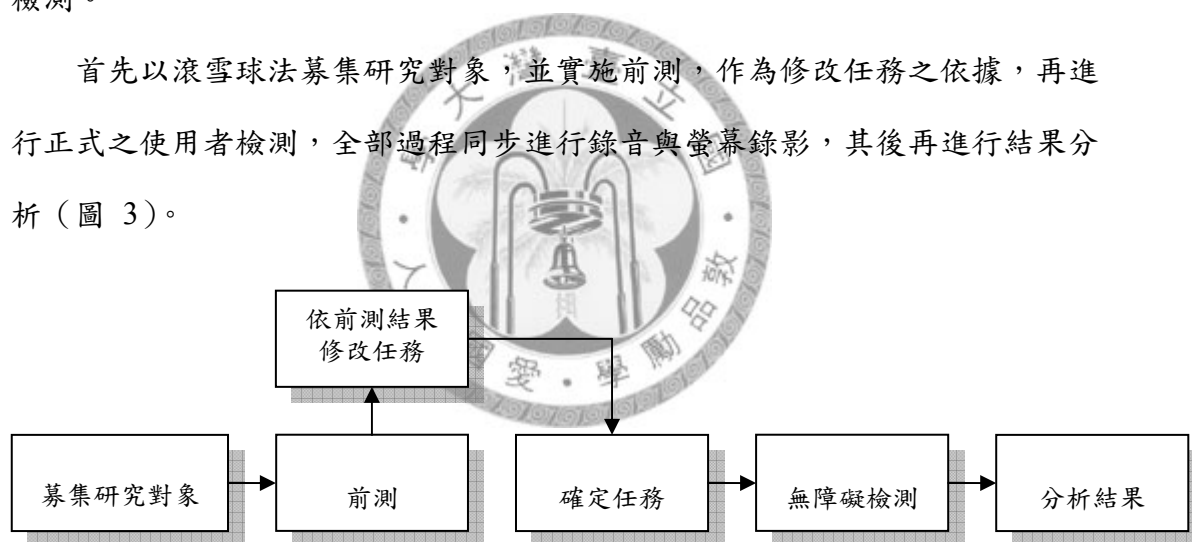 檢測。
首先以滾雪球法募集研究對象，並實施前測，作為修改任務之依據，再進
行正式之使用者檢測，全部過程同步進行錄音與螢幕錄影，其後再進行結果分
析（圖 3）。
依前測結果
修改任務
募集研究對象
前測
確定任務
無障礙檢測
分析結果